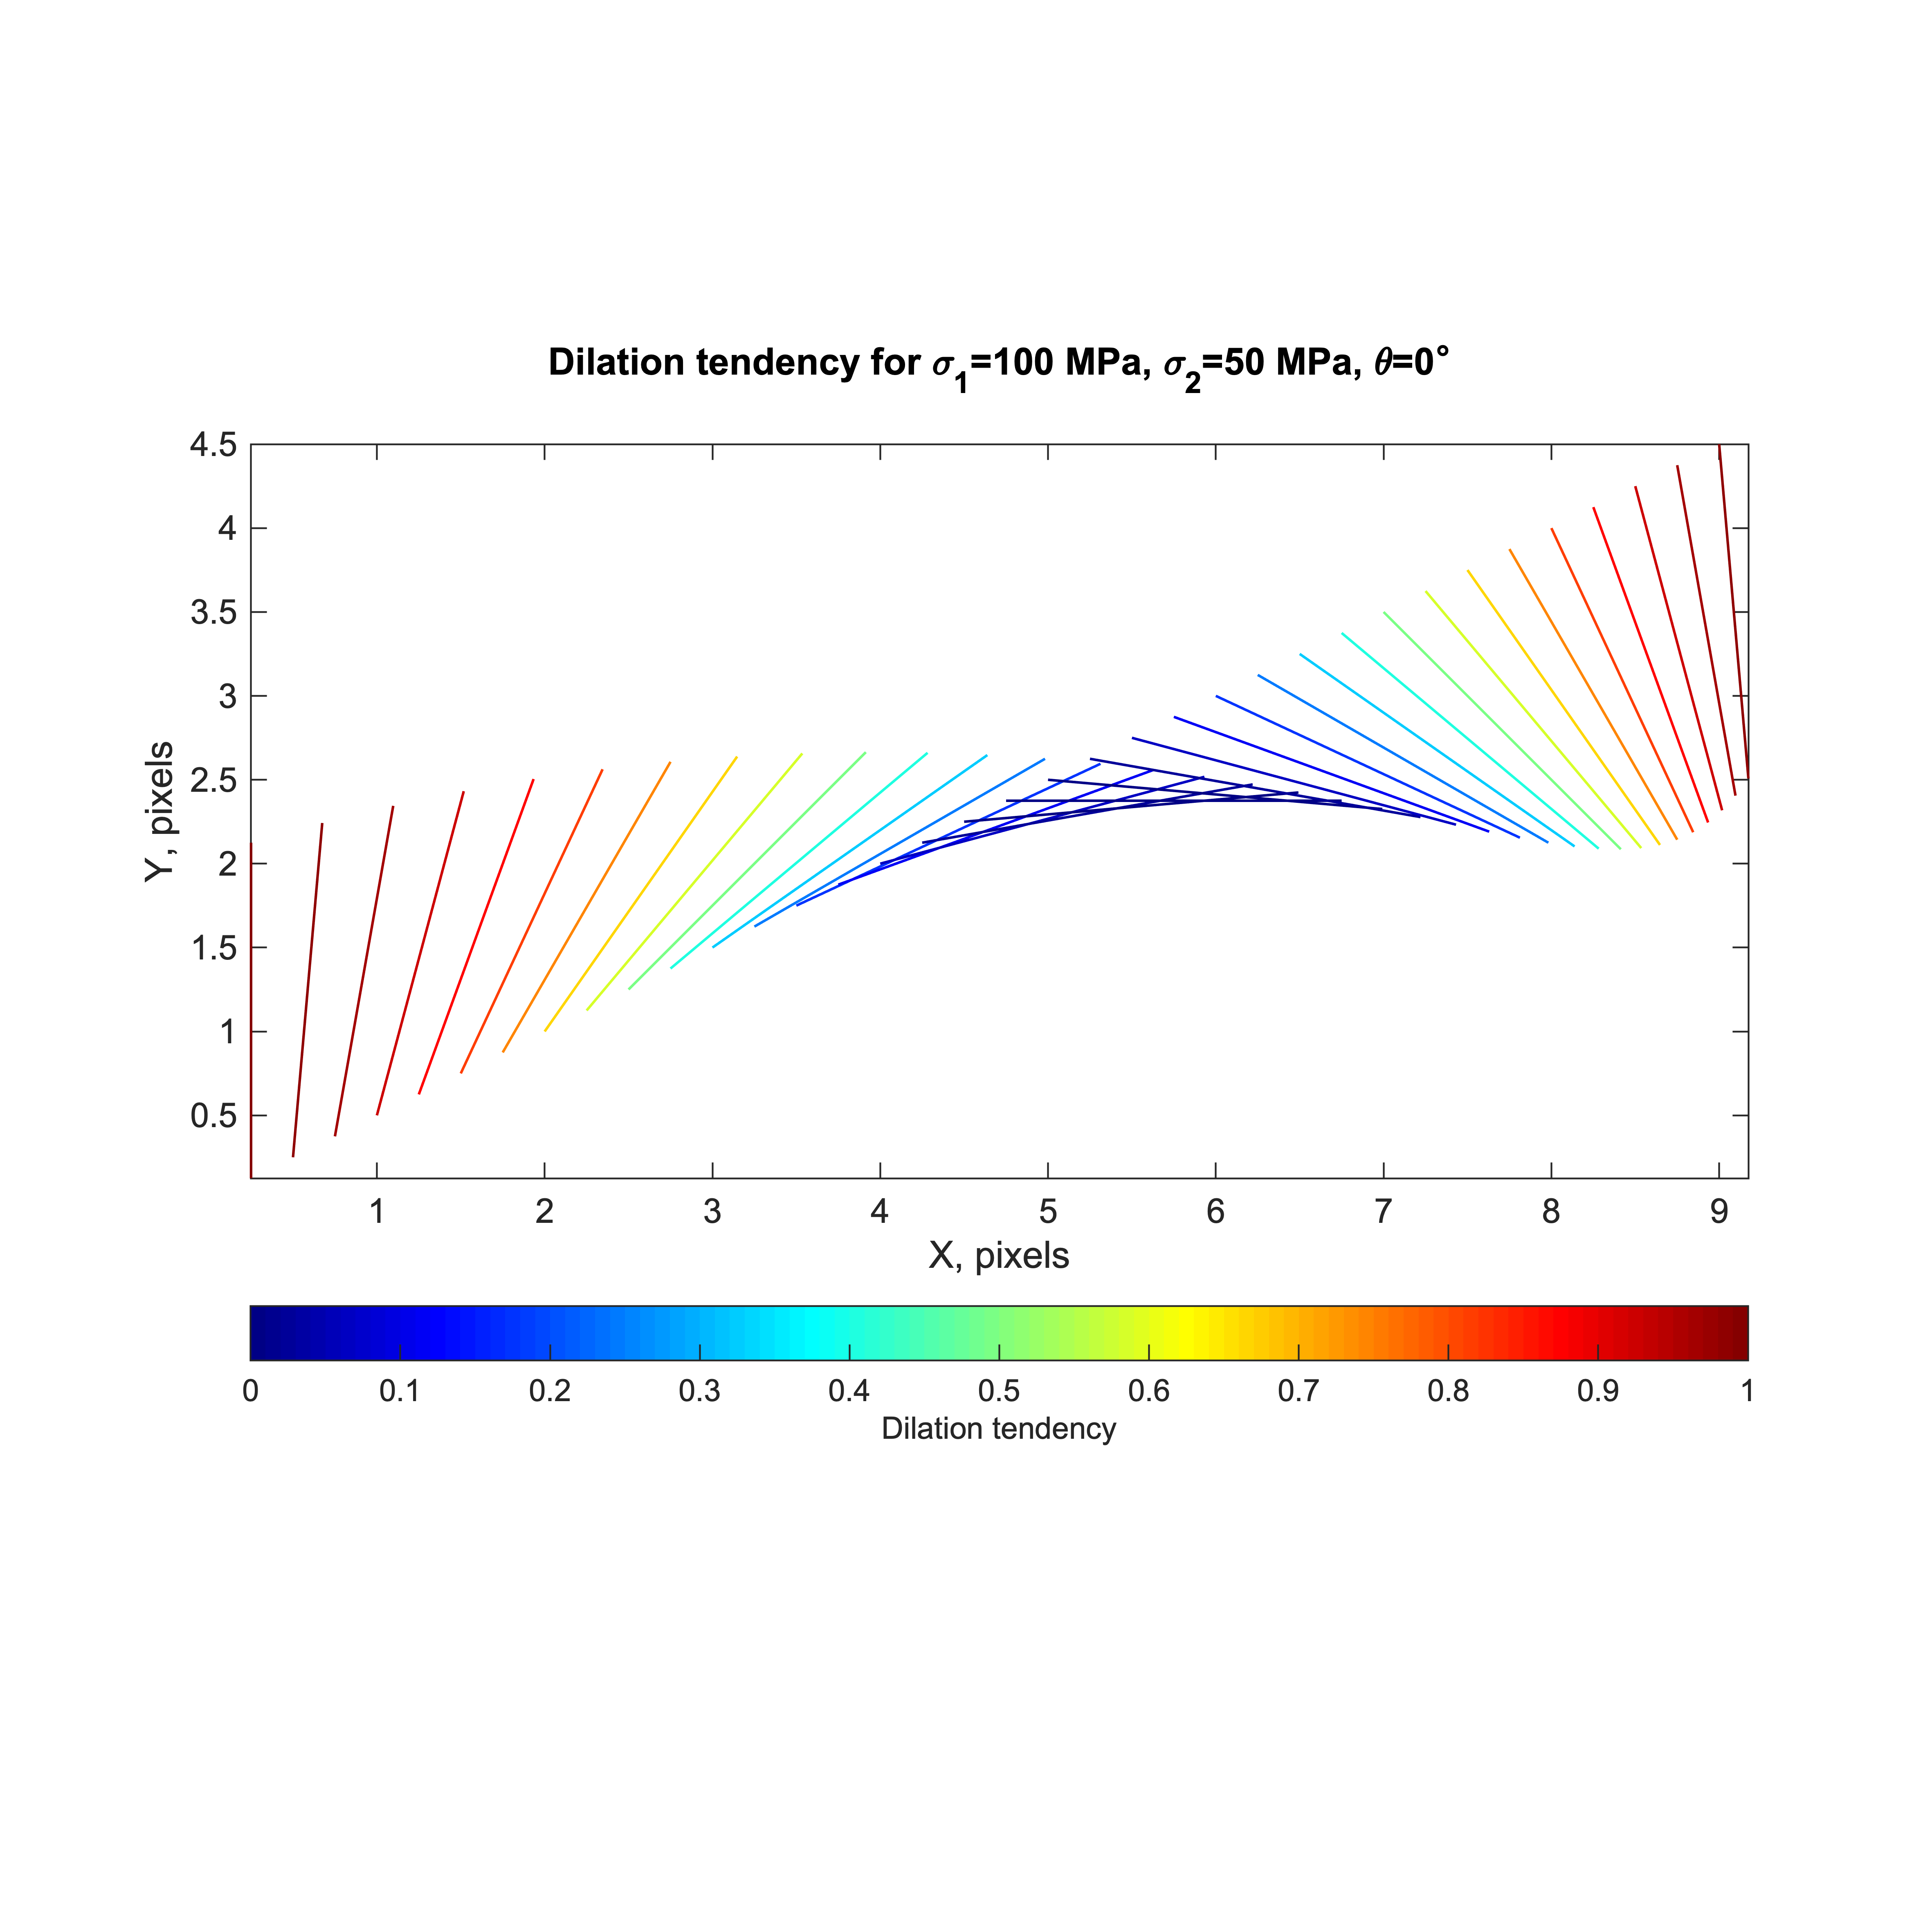 Dilation tendency for σ1=100 MPa, σ2=50 MPa, θ=0°
4.5
4
3.5
3
2.5
2
1.5
1
0.5
Y, pixels
1 2 3 4 5 6 7 8 9
X, pixels
0 0.1 0.2 0.3 0.4 0.5 0.6 0.7 0.8 0.9 1
Dilation tendency